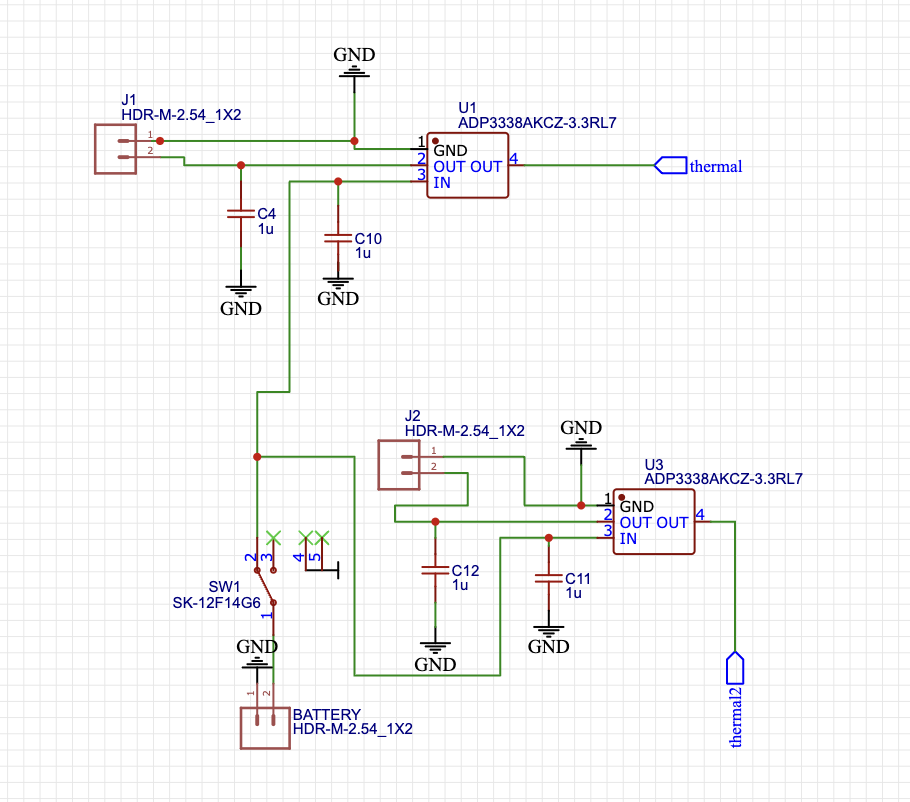 GND
J1
HDR-M-2.54_1X2
1
2
U1
ADP3338AKCZ-3.3RL7
1
GND
2
OUT OUT
4
3
IN
thermal
C4
1u
GND
C10
1u
GND
J2
HDR-M-2.54_1X2
1
2
GND
U3
ADP3338AKCZ-3.3RL7
1
GND
2
OUT OUT
4
3
IN
C12
1u
GND
C11
1u
GND
2
3
4
5
SW1
SK-12F14G6
1
GND
1
2
BATTERY
HDR-M-2.54_1X2
thermal2